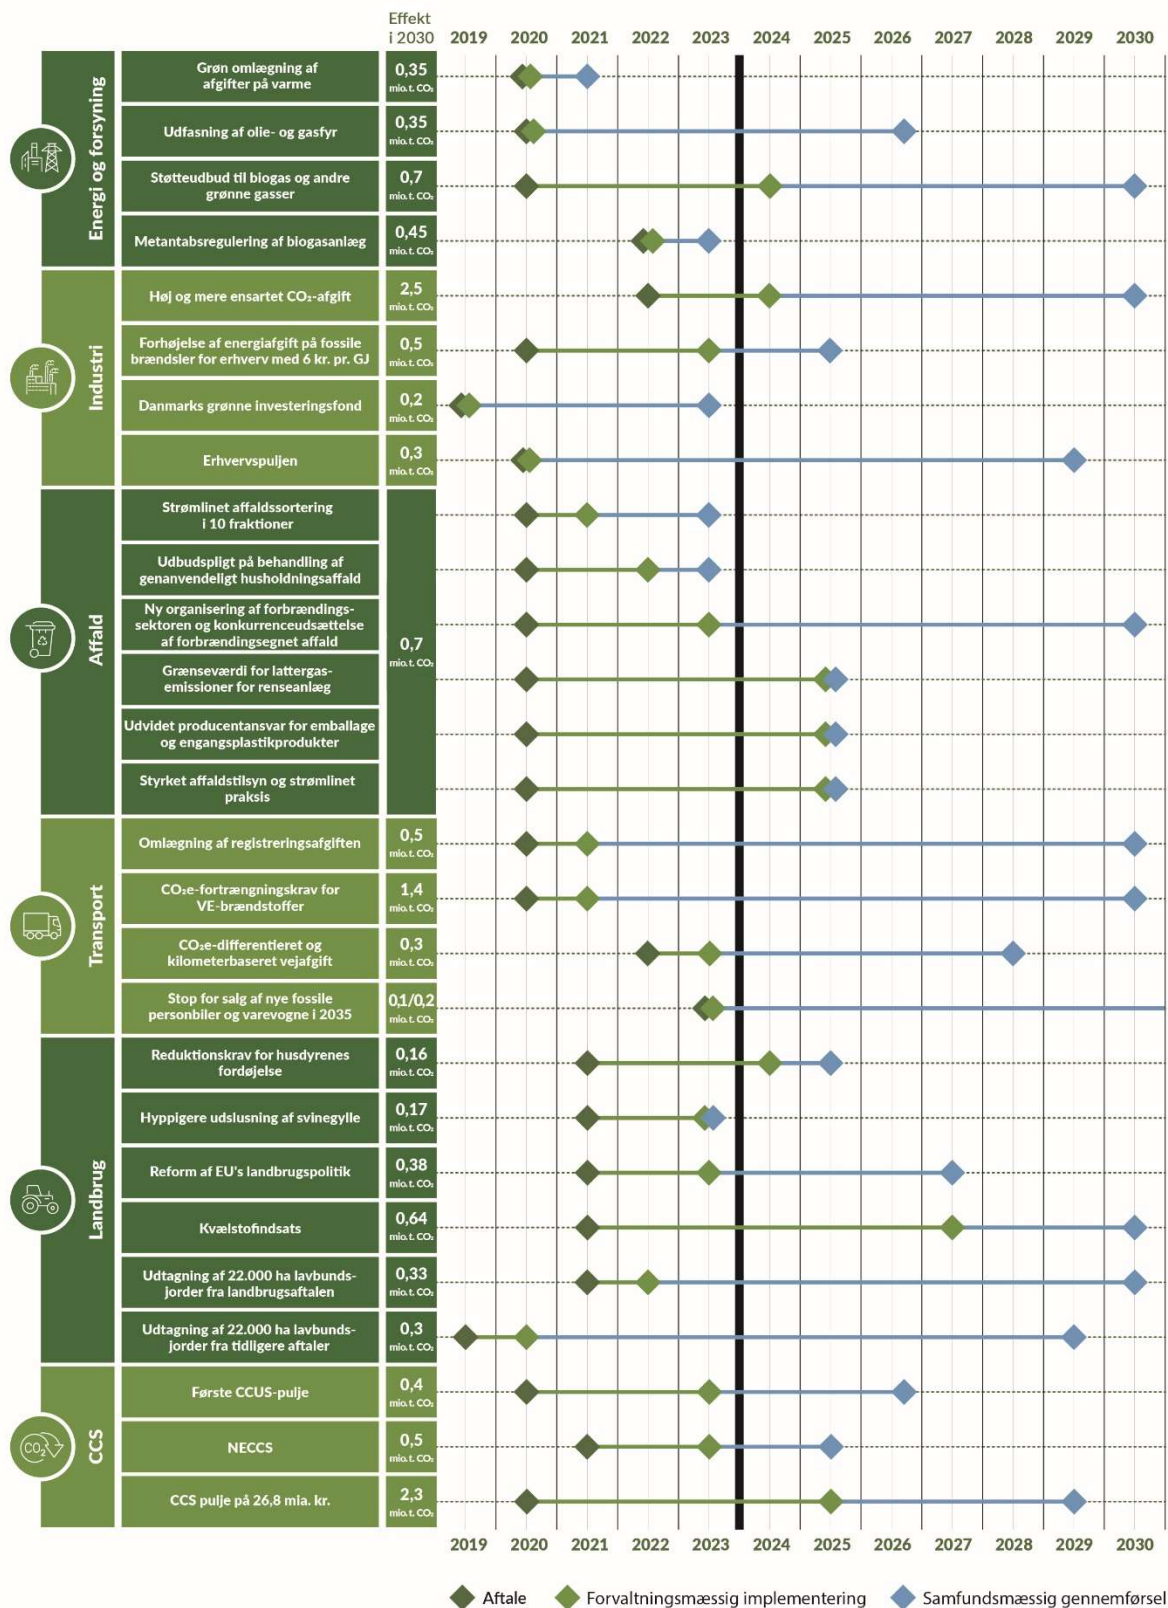 Effekt
i 2030
2019 2020 2021 2022 2023 2024 2025 2026 2027 2028 2029 2030
Energi og forsyning
Grøn omlægning af
afgifter på varme
0,35
mio. t. CO₂
Udfasning af olie- og gasfyr
0,35
mio. t. CO₂
Støtteudbud til biogas og andre
grønne gasser
0,7
mio. t. CO₂
Metantabsregulering af biogasanlæg
0,45
mio. t. CO₂
Industri
Høj og mere ensartet CO₂-afgift
2,5
mio. t. CO₂
Forhøjelse af energiafgift på fossile
brændsler for erhverv med 6 kr. pr. GJ
0,5
mio. t. CO₂
Danmarks grønne investeringsfond
0,2
mio. t. CO₂
Erhvervspuljen
0,3
mio. t. CO₂
Affald
Strømlinet affaldssortering
i 10 fraktioner
Udbudspligt på behandling af
genanvendeligt husholdningsaffald
Ny organisering af forbrændings-
sektoren og konkurrenceudsættelse
af forbrændingsegnet affald
0,7
mio. t. CO₂
Grænseværdi for lattergas-
emissioner for renseanlæg
Udvidet producentansvar for emballage
og engangsplastikprodukter
Styrket affaldstilsyn og strømlinet
praksis
Transport
Omlægning af registreringsafgiften
0,5
mio. t. CO₂
CO₂e-fortrængningskrav for
VE-brændstoffer
1,4
mio. t. CO₂
CO₂e-differentieret og
kilometerbaseret vejafgift
0,3
mio. t. CO₂
Stop for salg af nye fossile
personbiler og varevogne i 2035
0,1/0,2
mio. t. CO₂
Landbrug
Reduktionskrav for husdyrenes
fordøjelse
0,16
mio. t. CO₂
Hyppigere udslusning af svinegylle
0,17
mio. t. CO₂
Reform af EU's landbrugspolitik
0,38
mio. t. CO₂
Kvælstofindsats
0,64
mio. t. CO₂
Udtagning af 22.000 ha lavbunds-
jorder fra landbrugsaftalen
0,33
mio. t. CO₂
Udtagning af 22.000 ha lavbunds-
jorder fra tidligere aftaler
0,3
mio. t. CO₂
CO₂
CCS
Første CCUS-pulje
0,4
mio. t. CO₂
NECCS
0,5
mio. t. CO₂
CCS pulje på 26,8 mia. kr.
2,3
mio. t. CO₂
2019 2020 2021 2022 2023 2024 2025 2026 2027 2028 2029 2030
Aftale Forvaltningsmæssig implementering Samfundsmæssig gennemførsel